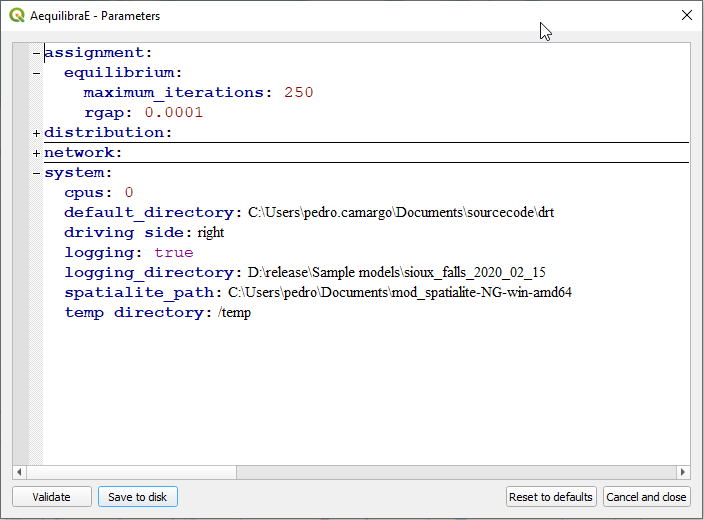 AequilibraE - Parameters
assignment:
equilibrium:
maximum_iterations: 250
rgap: 0.0001
distribution:
network:
system:
cpus: 0
default_directory: C:\Users\pedro.camargo\Documents\sourcecode\drt
driving side: right
logging: true
logging_directory: D:\release\Sample models\sioux_falls_2020_02_15
spatialite_path: C:\Users\pedro\Documents\mod_spatialite-NG-win-amd64
temp directory: /temp
Validate Save to disk Reset to defaults Cancel and close